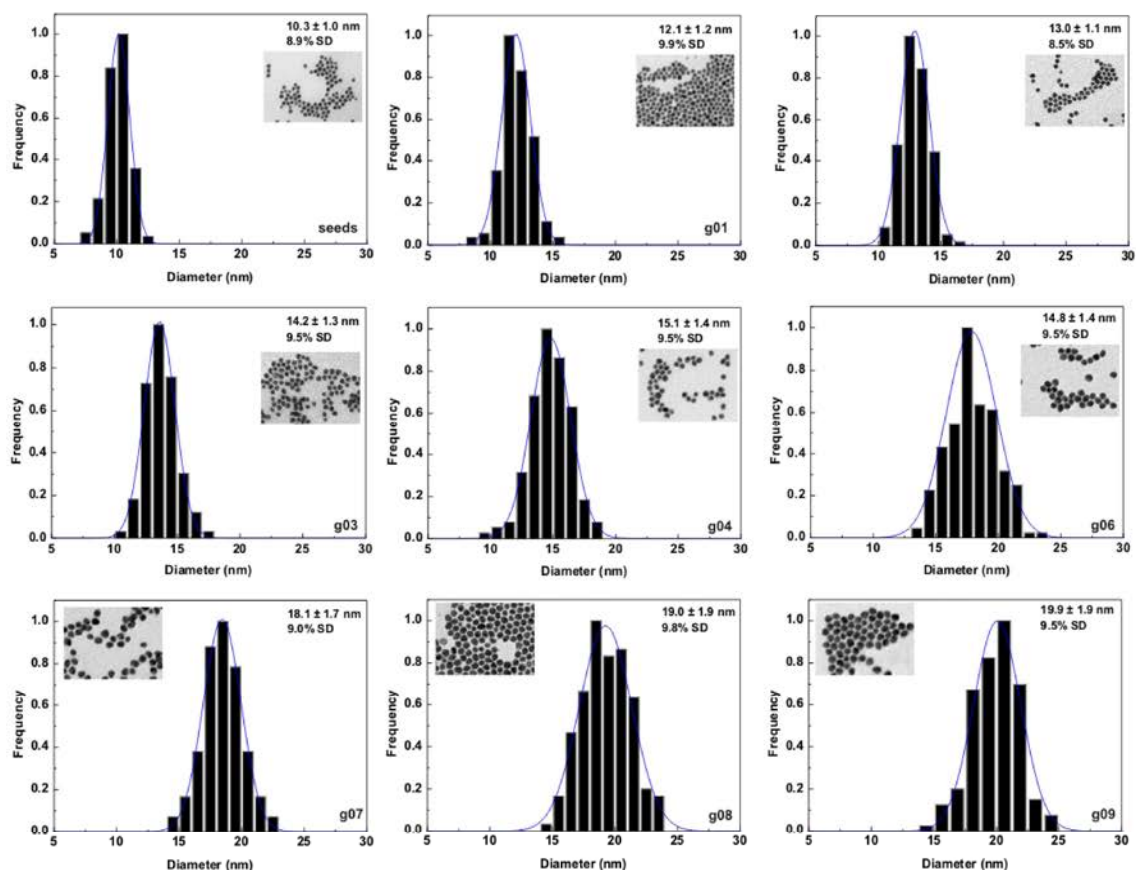 10.3 ± 1.0 nm
8.9% SD
1.0
0.8
0.6
0.4
0.2
0.0
Frequency
seeds
5 10 15 20 25 30
Diameter (nm)
12.1 ± 1.2 nm
9.9% SD
1.0
0.8
0.6
0.4
0.2
0.0
Frequency
g01
5 10 15 20 25 30
Diameter (nm)
13.0 ± 1.1 nm
8.5% SD
1.0
0.8
0.6
0.4
0.2
0.0
Frequency
5 10 15 20 25 30
Diameter (nm)
14.2 ± 1.3 nm
9.5% SD
1.0
0.8
0.6
0.4
0.2
0.0
Frequency
g03
5 10 15 20 25 30
Diameter (nm)
15.1 ± 1.4 nm
9.5% SD
1.0
0.8
0.6
0.4
0.2
0.0
Frequency
g04
5 10 15 20 25 30
Diameter (nm)
14.8 ± 1.4 nm
9.5% SD
1.0
0.8
0.6
0.4
0.2
0.0
Frequency
g06
5 10 15 20 25 30
Diameter (nm)
18.1 ± 1.7 nm
9.0% SD
1.0
0.8
0.6
0.4
0.2
0.0
Frequency
g07
5 10 15 20 25 30
Diameter (nm)
19.0 ± 1.9 nm
9.8% SD
1.0
0.8
0.6
0.4
0.2
0.0
Frequency
g08
5 10 15 20 25 30
Diameter (nm)
19.9 ± 1.9 nm
9.5% SD
1.0
0.8
0.6
0.4
0.2
0.0
Frequency
g09
5 10 15 20 25 30
Diameter (nm)